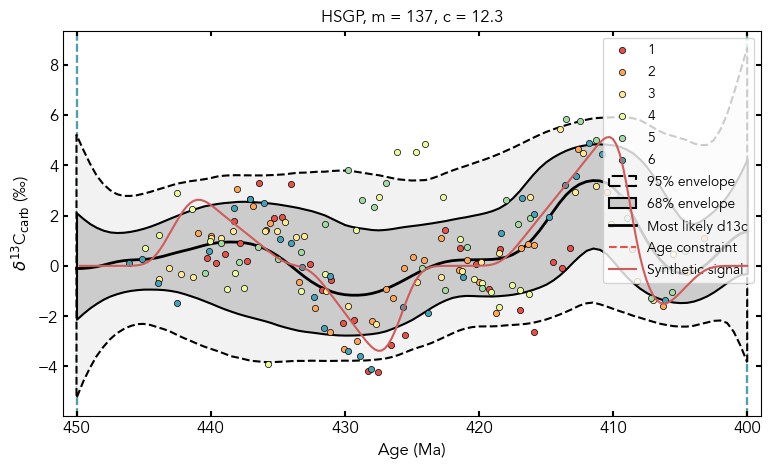 HSGP, m = 137, c = 12.3
8
6
4
2
0
−2
−4
δ¹³C_carb (‰)
1
2
3
4
5
6
95% envelope
68% envelope
Most likely d13c
Age constraint
Synthetic signal
450
440
430
420
410
400
Age (Ma)